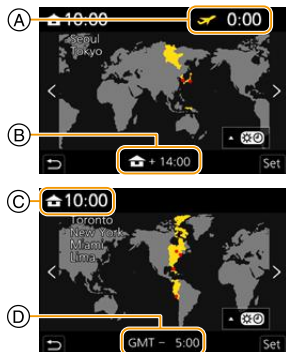 A
10:00
0:00
Seoul
Tokyo
B
+ 14:00
Set
C
10:00
Toronto
New York
Miami
Lima
D
GMT − 5:00
Set